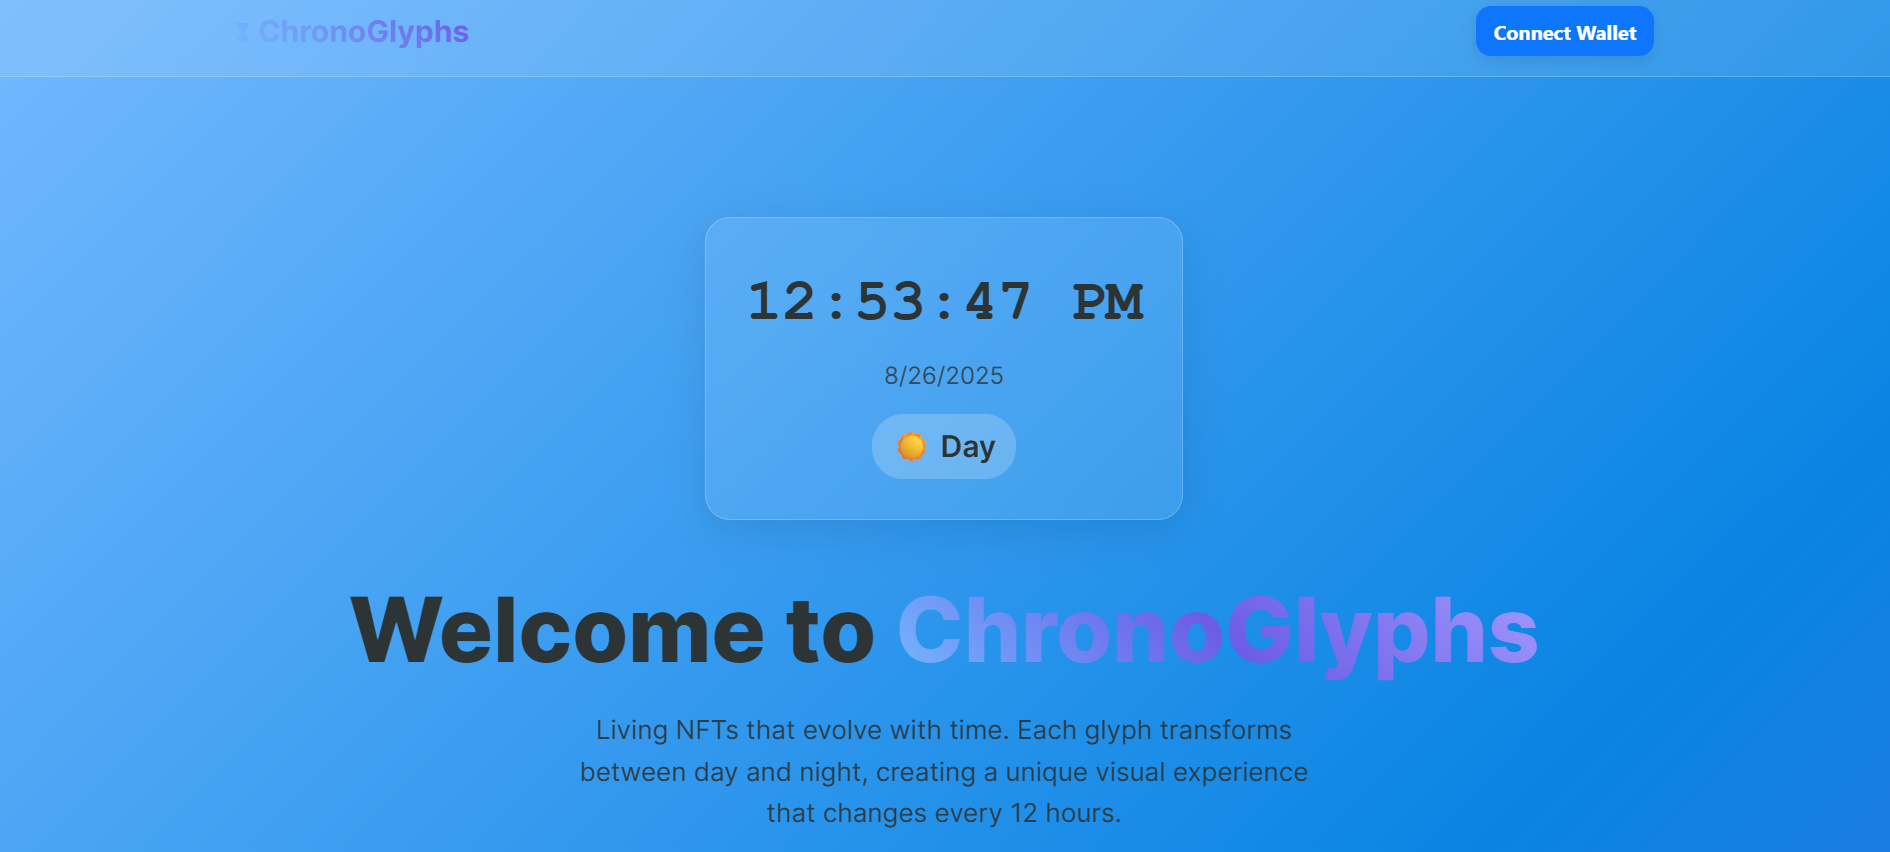 ChronoGlyphs
Connect Wallet
12:53:47 PM
8/26/2025
Day
Welcome to ChronoGlyphs
Living NFTs that evolve with time. Each glyph transforms
between day and night, creating a unique visual experience
that changes every 12 hours.